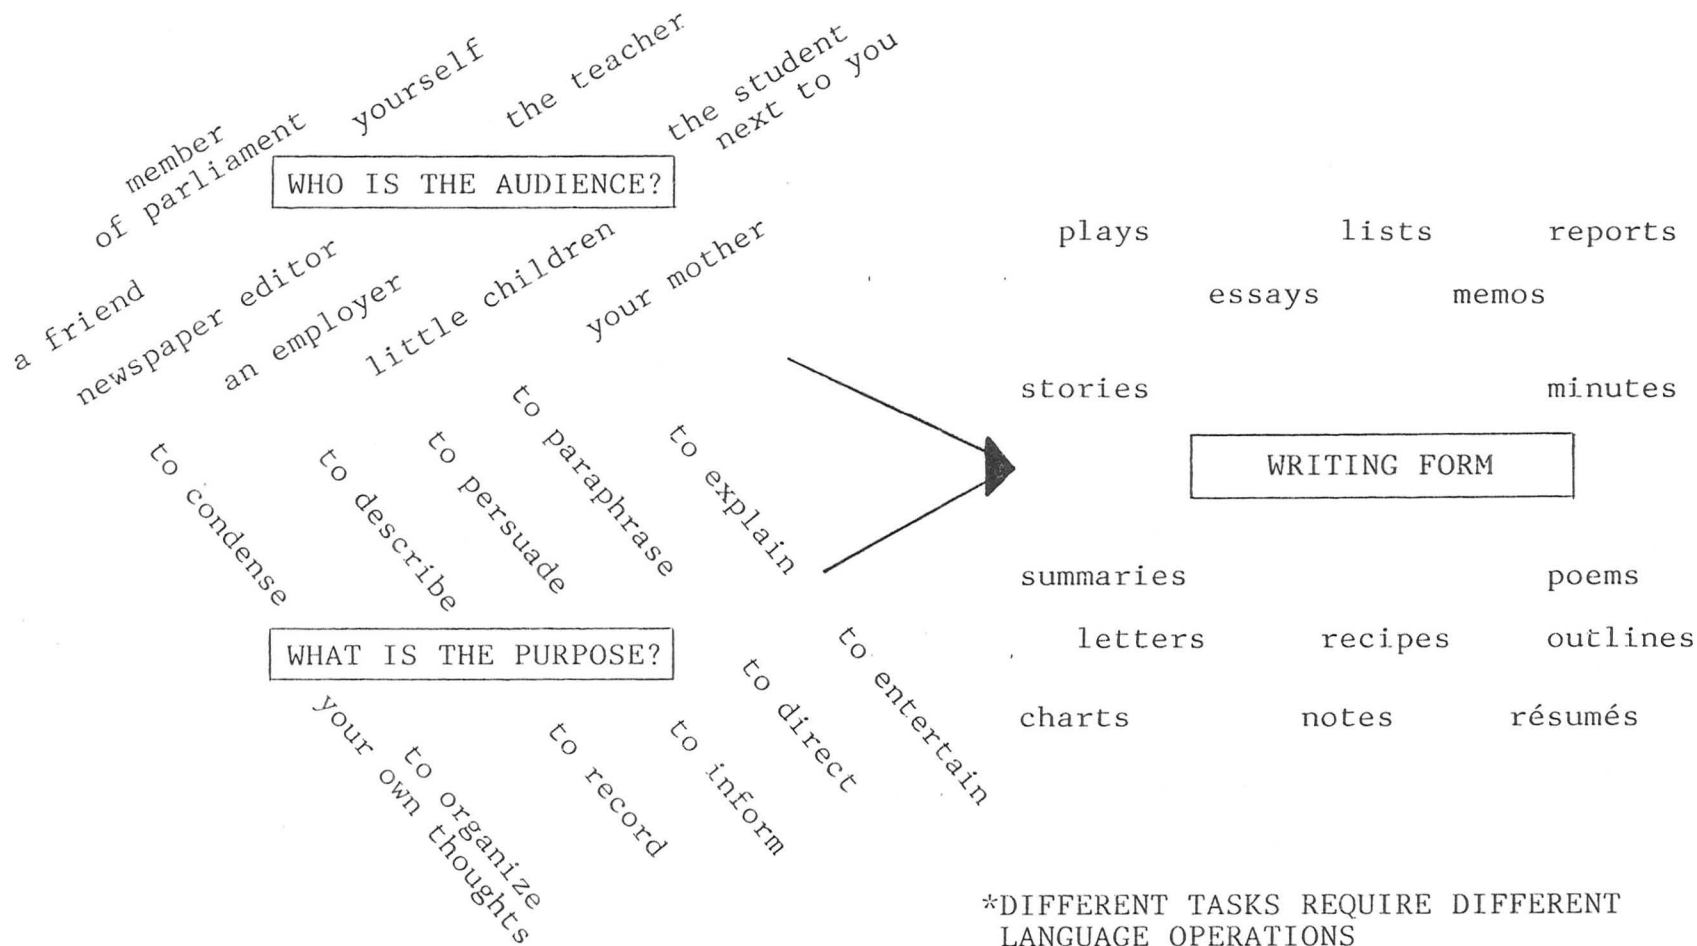 member
of parliament
yourself
the teacher
the student
next to you
WHO IS THE AUDIENCE?
a friend
newspaper editor
an employer
little children
your mother
to condense
to describe
to persuade
to paraphrase
to explain
WHAT IS THE PURPOSE?
to organize
your own thoughts
to record
to inform
to direct
to entertain
plays
lists
reports
essays
memos
stories
minutes
WRITING FORM
summaries
poems
letters
recipes
outlines
charts
notes
résumés
*DIFFERENT TASKS REQUIRE DIFFERENT
LANGUAGE OPERATIONS